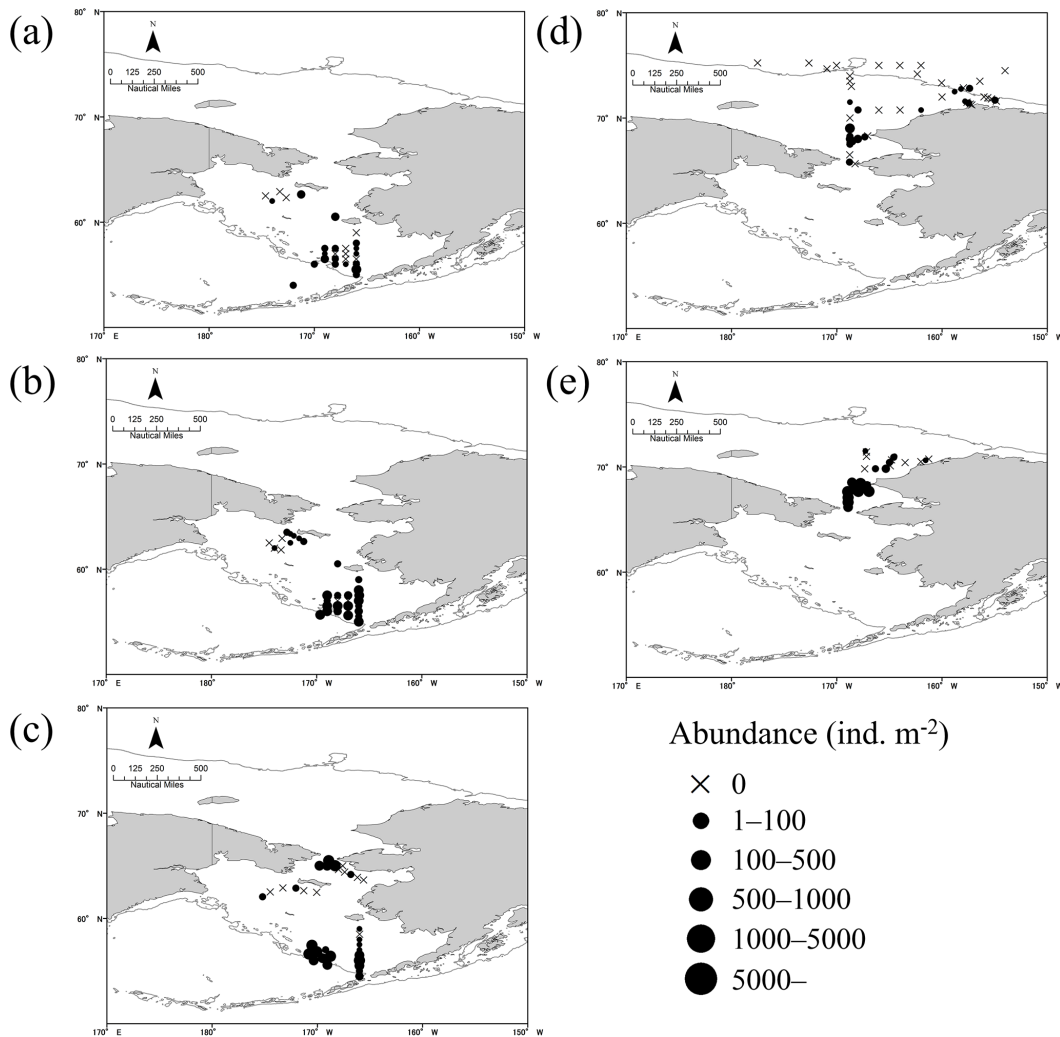 (a)
80° N
N
0 125 250 500
Nautical Miles
70°
60°
170° E
180°
170°
160°
150° W
(b)
80° N
N
0 125 250 500
Nautical Miles
70°
60°
170° E
180°
170° W
160° W
150° W
(c)
80° N
N
0 125 250 500
Nautical Miles
70°
60°
170° E
180°
170° W
160° W
150° W
(d)
80° N
N
0 125 250 500
Nautical Miles
70°
60°
170° E
180°
170° W
160° W
150° W
(e)
80° N
N
0 125 250 500
Nautical Miles
70°
60°
170° E
180°
170° W
160° W
150° W
Abundance (ind. m-2)
0
1–100
100–500
500–1000
1000–5000
5000–